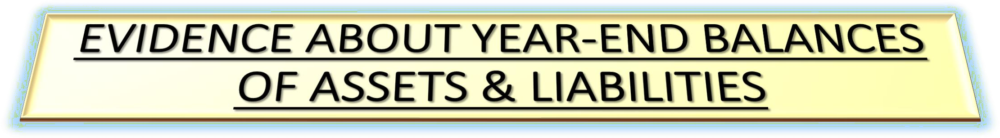 EVIDENCE ABOUT YEAR-END BALANCES
OF ASSETS & LIABILITIES